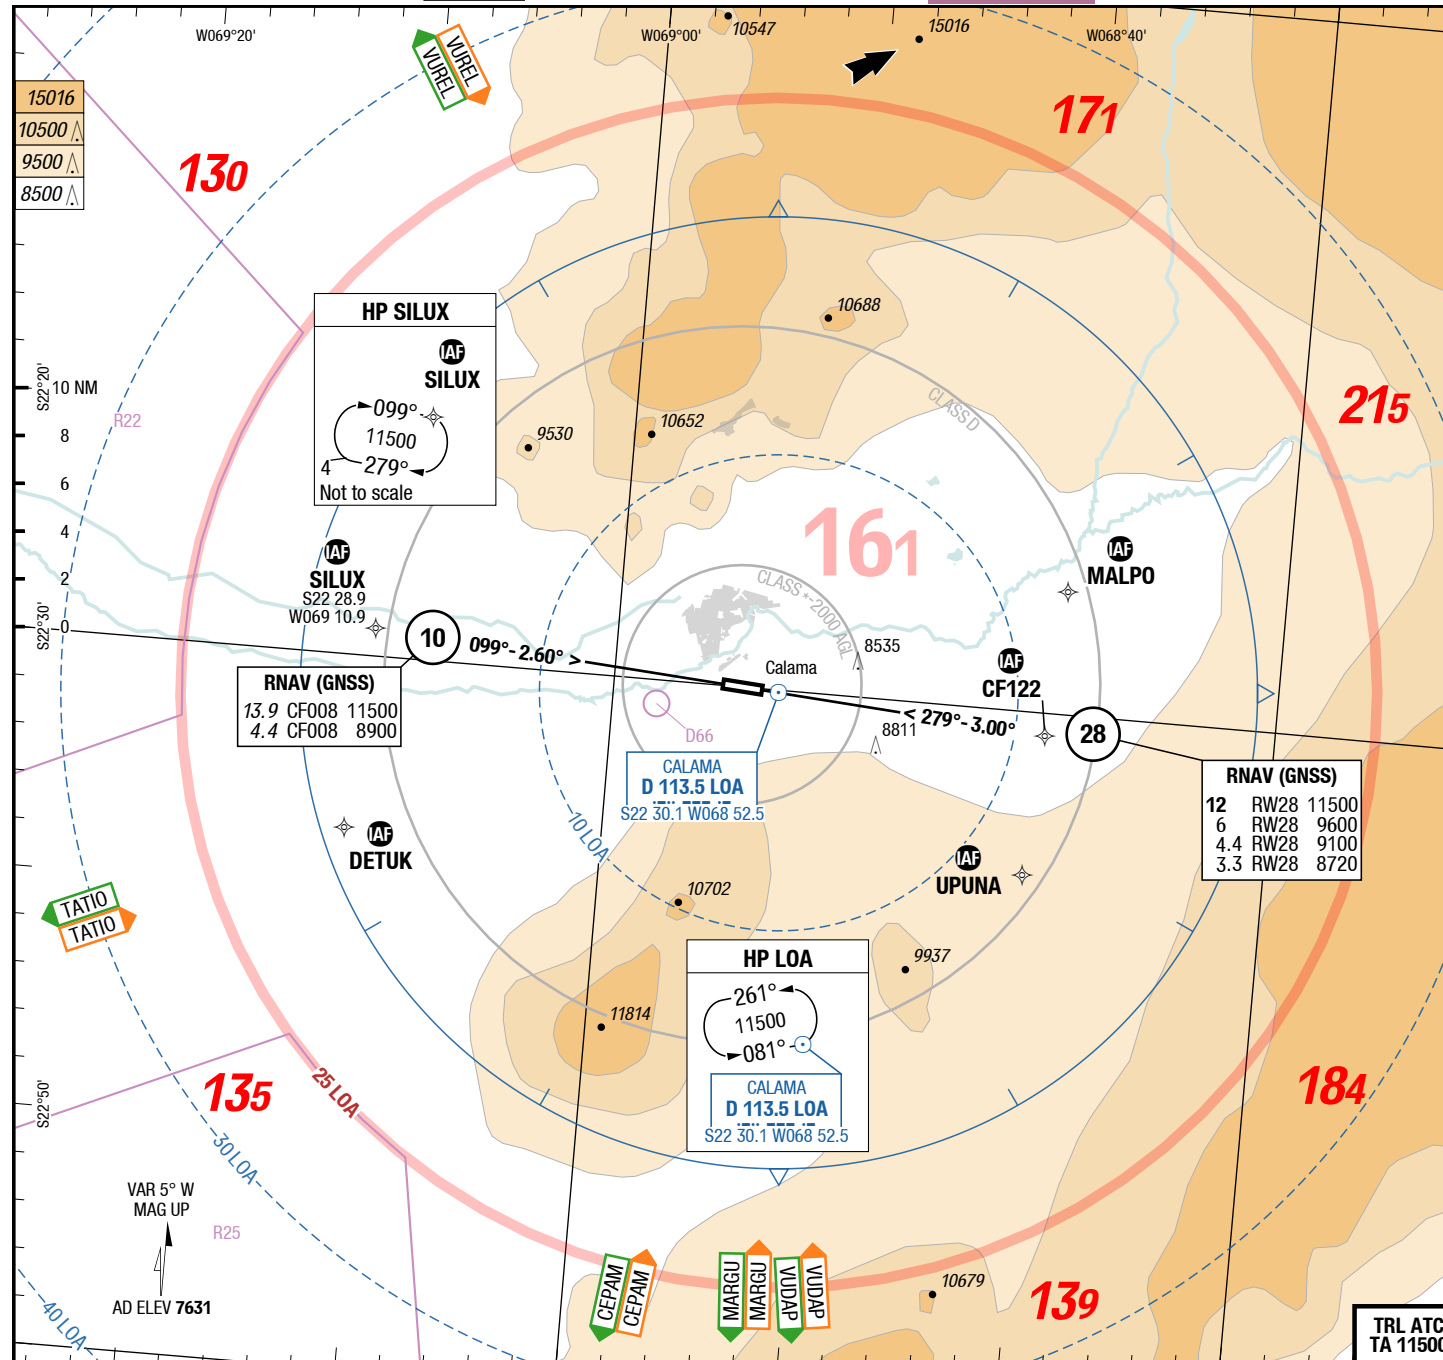 W069°20'
W069°00'
W068°40'
10547
15016
VUREL
VUREL
15016
10500
9500
8500
130
171
HP SILUX
IAF
SILUX
099°
11500
279°
4
Not to scale
10688
CLASS D
215
S22°20'
10 NM
8
6
4
2
0
R22
9530
10652
161
IAF
SILUX
S22 28.9
W069 10.9
IAF
MALPO
S22°30'
10
099°-2.60° >
CLASS *-2000 AGL
8535
Calama
IAF
CF122
RNAV (GNSS)
13.9 CF008 11500
4.4 CF008 8900
D66
< 279°-3.00°
8811
28
CALAMA
D 113.5 LOA
S22 30.1 W068 52.5
RNAV (GNSS)
12 RW28 11500
6 RW28 9600
4.4 RW28 9100
3.3 RW28 8720
10 LOA
IAF
DETUK
IAF
UPUNA
TATIO
TATIO
10702
HP LOA
261°
11500
081°
CALAMA
D 113.5 LOA
S22 30.1 W068 52.5
9937
11814
S22°50'
135
25 LOA
184
30 LOA
VAR 5° W
MAG UP
R25
AD ELEV 7631
40 LOA
CEPAM
CEPAM
MARGU
MARGU
VUDAP
VUDAP
10679
139
TRL ATC
TA 11500